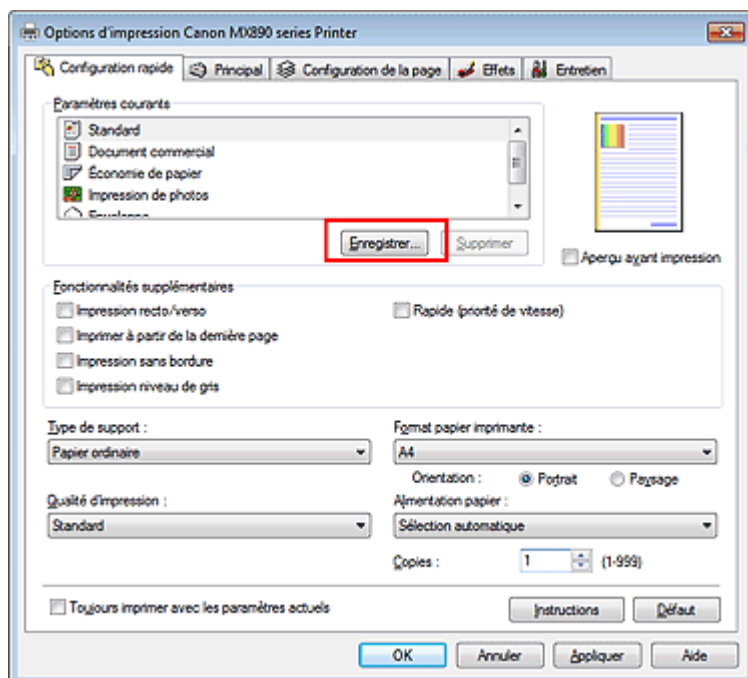 Options d'impression Canon MX890 series Printer
Configuration rapide Principal Configuration de la page Effets Entretien
Paramètres courants
Standard
Document commercial
Économie de papier
Impression de photos
Enregistrer... Supprimer
Aperçu avant impression
Fonctionnalités supplémentaires
Impression recto/verso Rapide (priorité de vitesse)
Imprimer à partir de la dernière page
Impression sans bordure
Impression niveau de gris
Type de support : Format papier imprimante :
Papier ordinaire A4
Orientation : Portrait Paysage
Qualité d'impression : Alimentation papier :
Standard Sélection automatique
Copies : 1 (1-999)
Toujours imprimer avec les paramètres actuels Instructions Défaut
OK Annuler Appliquer Aide